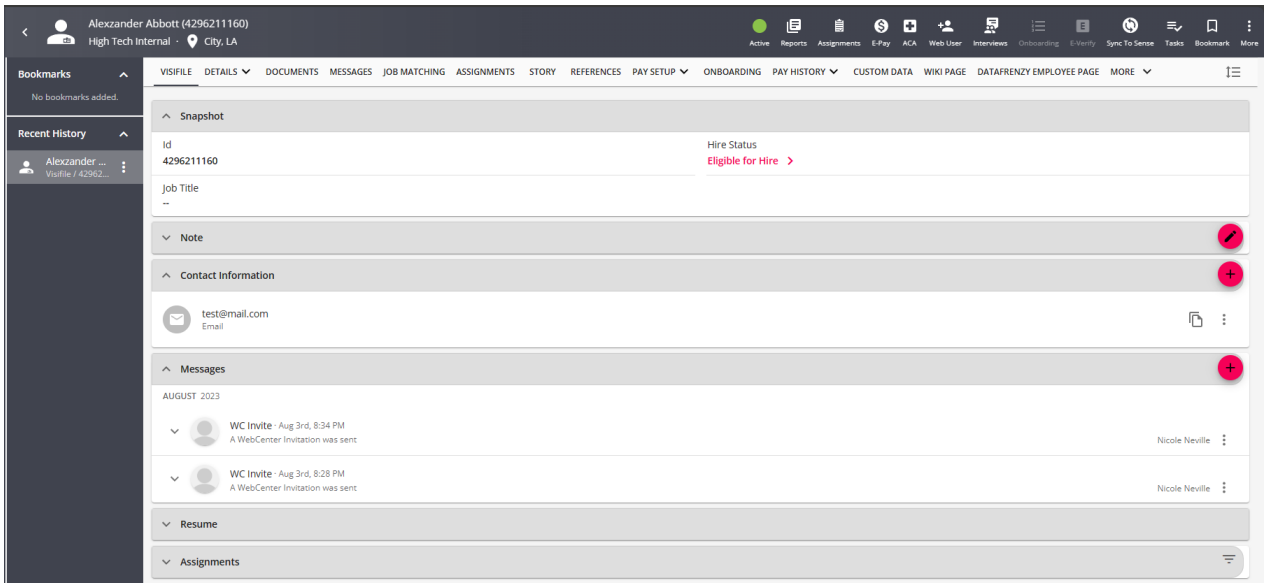 Alexzander Abbott (4296211160)
High Tech Internal · City, LA
Active Reports Assignments E-Pay ACA Web User Interviews Onboarding E-Verify Sync To Sense Tasks Bookmark More
Bookmarks
No bookmarks added.
Recent History
Alexzander ...
Visifile / 42962...
VISIFILE DETAILS DOCUMENTS MESSAGES JOB MATCHING ASSIGNMENTS STORY REFERENCES PAY SETUP ONBOARDING PAY HISTORY CUSTOM DATA WIKI PAGE DATAFRENZY EMPLOYEE PAGE MORE
Snapshot
Id
4296211160
Hire Status
Eligible for Hire
Job Title
--
Note
Contact Information
test@mail.com
Email
Messages
AUGUST 2023
WC Invite · Aug 3rd, 8:34 PM
A WebCenter Invitation was sent
Nicole Neville
WC Invite · Aug 3rd, 8:28 PM
A WebCenter Invitation was sent
Nicole Neville
Resume
Assignments